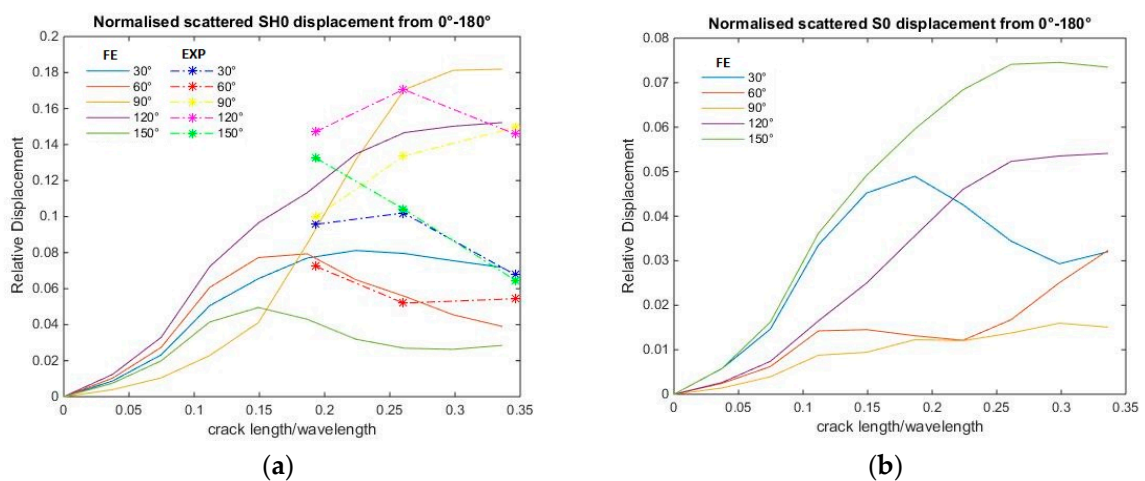 Normalised scattered SH0 displacement from 0°-180°
0.2
0.18
0.16
0.14
0.12
0.1
0.08
0.06
0.04
0.02
0
Relative Displacement
FE EXP
30° 30°
60° 60°
90° 90°
120° 120°
150° 150°
0 0.05 0.1 0.15 0.2 0.25 0.3 0.35
crack length/wavelength
(a)
Normalised scattered S0 displacement from 0°-180°
0.08
0.07
0.06
0.05
0.04
0.03
0.02
0.01
0
Relative Displacement
FE
30°
60°
90°
120°
150°
0 0.05 0.1 0.15 0.2 0.25 0.3 0.35
crack length/wavelength
(b)